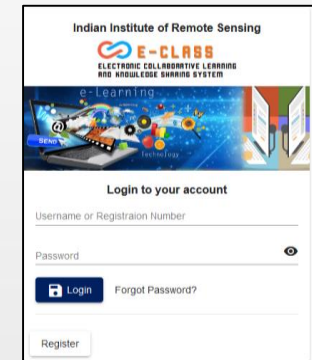 Indian Institute of Remote Sensing
E-CLASS
ELECTRONIC COLLABORATIVE LEARNING
AND KNOWLEDGE SHARING SYSTEM
e-Learning
@
SEND
Technology
Login to your account
Username or Registraion Number
Password
Login Forgot Password?
Register